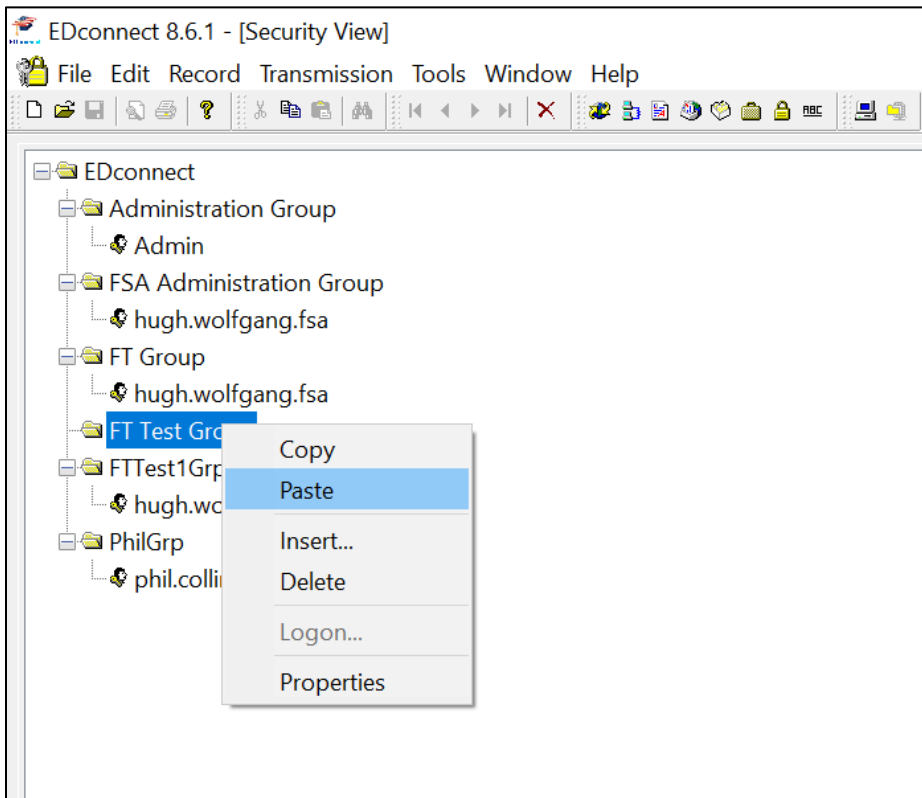 EDconnect 8.6.1 - [Security View]
File Edit Record Transmission Tools Window Help
EDconnect
Administration Group
Admin
FSA Administration Group
hugh.wolfgang.fsa
FT Group
hugh.wolfgang.fsa
FT Test Gro
Copy
FTTest1Grp
Paste
hugh.wo
Insert...
PhilGrp
Delete
phil.collin
Logon...
Properties